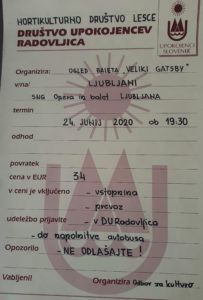 HORTIKULTURNO DRUŠTVO LESCE
DRUŠTVO UPOKOJENCEV
RADOVLJICA
UPOKOJENCI
SLOVENIJE
Organizira: OGLED BALETA "VELIKI GATSBY"
v/na: LJUBLJANI
SNG Opera in balet LJUBLJANA
termin
24. JUNIJ 2020 ob 19:30
odhod
povratek
cena v EUR 34
v ceni je vključeno - vstopnina
- prevoz
udeležbo prijavite - v DU Radovljica
- do napolnitve avtobusa
Opozorilo - NE ODLAŠAJTE!
Vabljeni! Organizira Odbor za kulturo